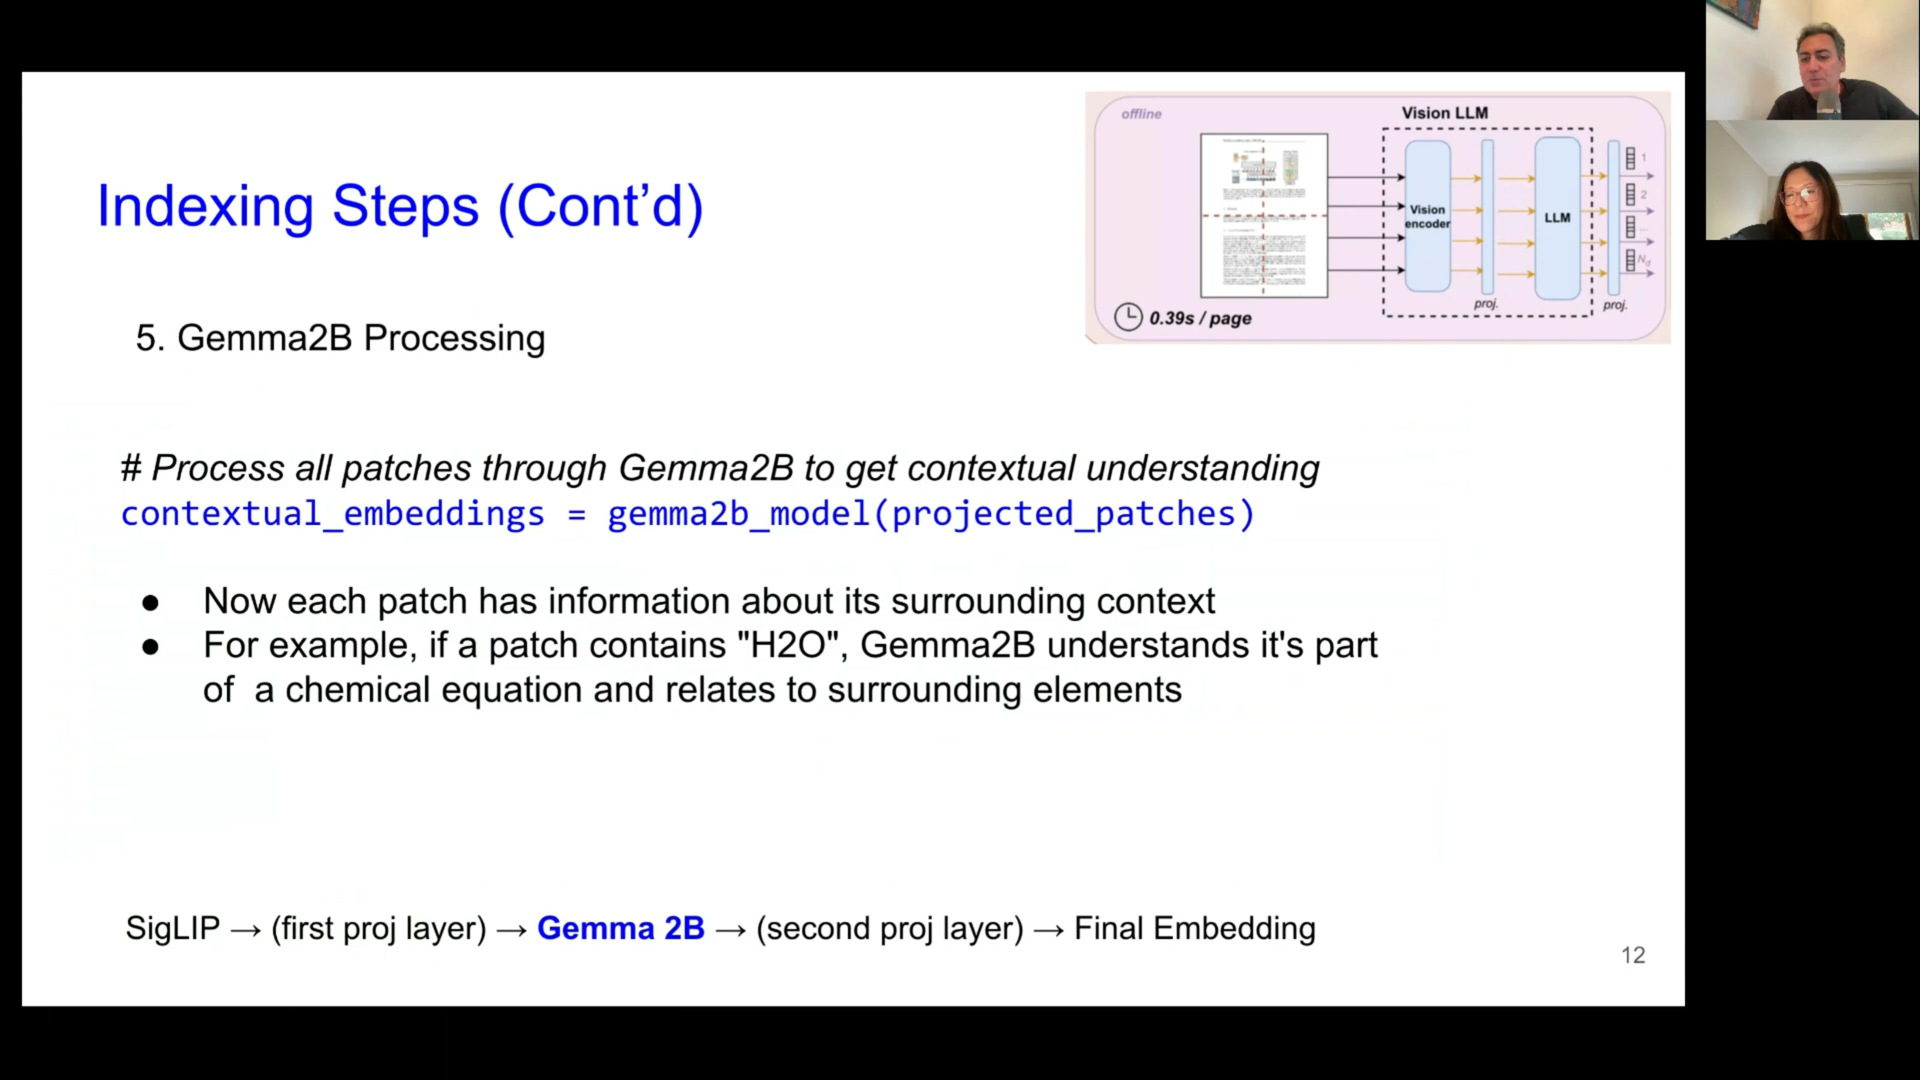 offline
Vision LLM
Vision
encoder
LLM
proj.
proj.
1
2
...
Nd
0.39s / page
Indexing Steps (Cont’d)
5. Gemma2B Processing
# Process all patches through Gemma2B to get contextual understanding
contextual_embeddings = gemma2b_model(projected_patches)
● Now each patch has information about its surrounding context
● For example, if a patch contains "H2O", Gemma2B understands it's part
of a chemical equation and relates to surrounding elements
SigLIP → (first proj layer) → Gemma 2B → (second proj layer) → Final Embedding
12